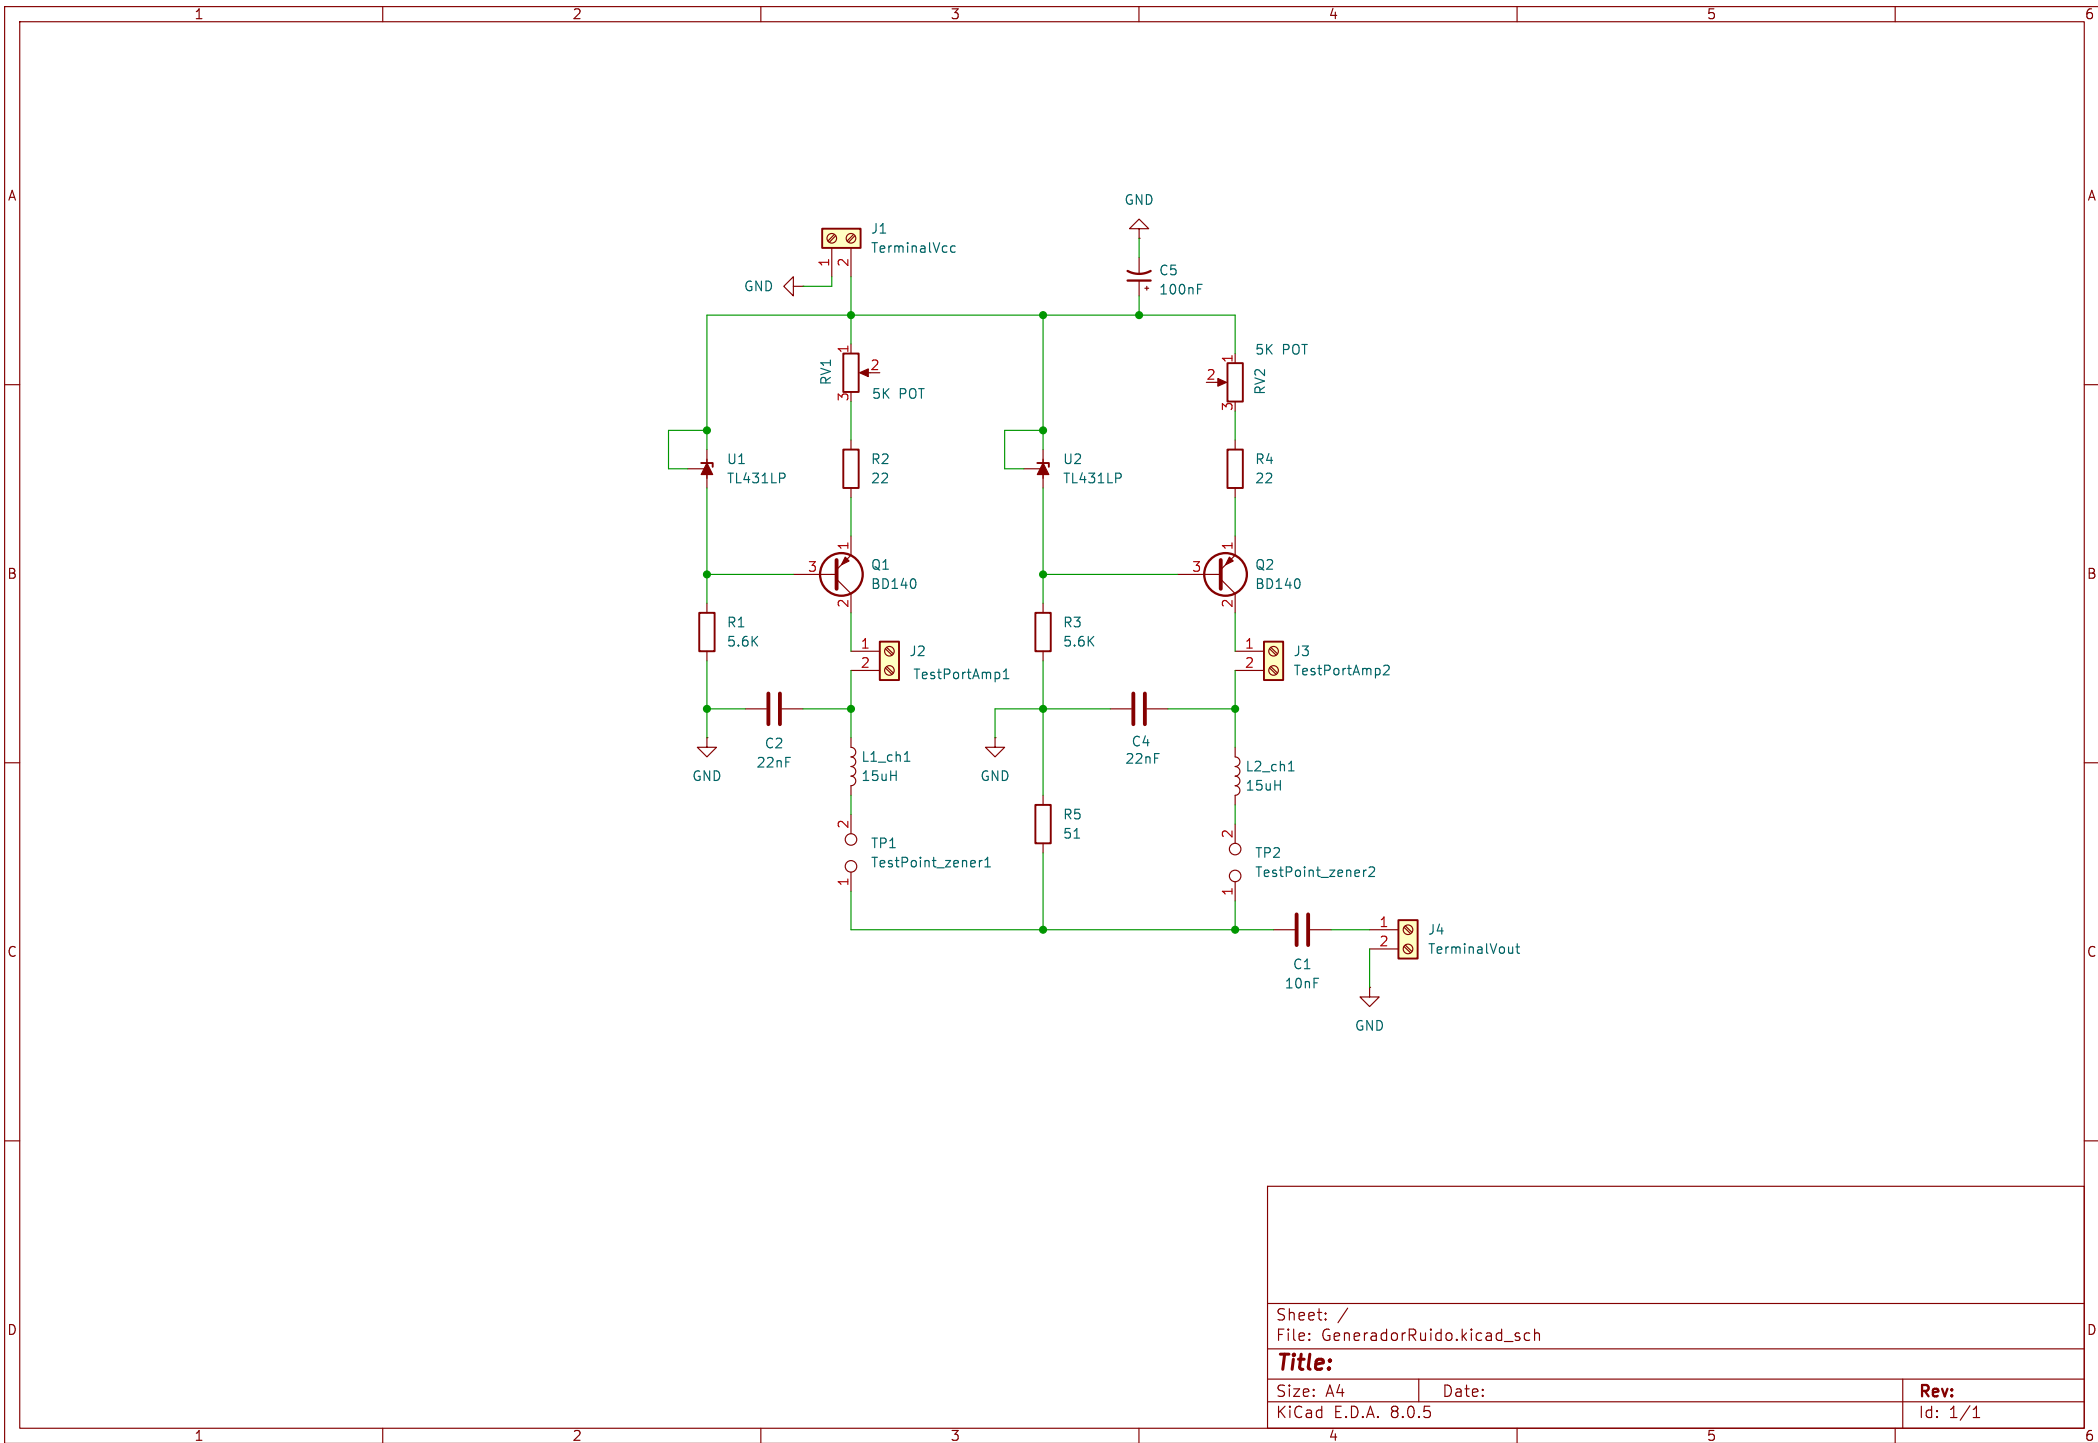 1 2 3 4 5 6
A A
GND
J1
TerminalVcc
1 2
GND
C5
100nF
+
5K POT
1
RV1
2
3
5K POT
1
2
RV2
3
U1
TL431LP
R2
22
U2
TL431LP
R4
22
B B
1
3
Q1
BD140
2
1
3
Q2
BD140
2
R1
5.6K
1
2
J2
TestPortAmp1
R3
5.6K
1
2
J3
TestPortAmp2
C2
22nF
GND
L1_ch1
15uH
GND
C4
22nF
L2_ch1
15uH
2
TP1
TestPoint_zener1
1
R5
51
2
TP2
TestPoint_zener2
1
C C
C1
10nF
1
2
J4
TerminalVout
GND
D D
Sheet: /
File: GeneradorRuido.kicad_sch
Title:
Size: A4 Date: Rev:
KiCad E.D.A. 8.0.5 Id: 1/1
1 2 3 4 5 6